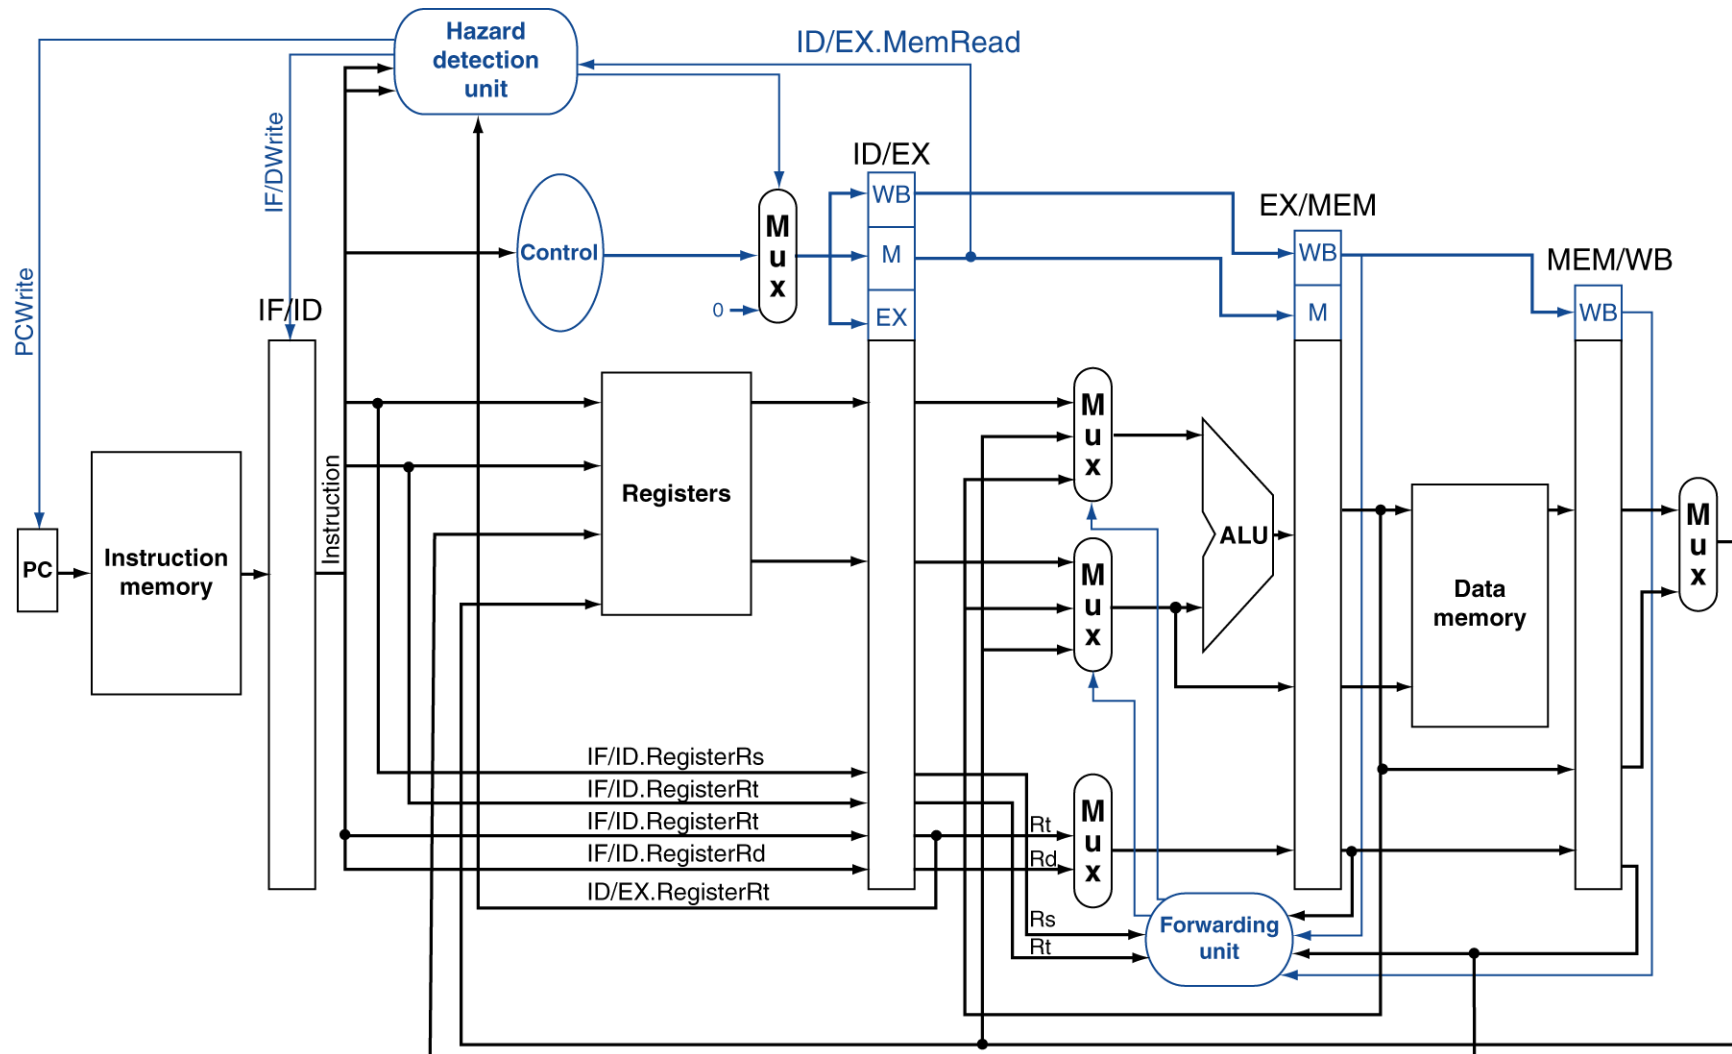 Hazard
detection
unit
ID/EX.MemRead
IF/DWrite
PCWrite
ID/EX
WB
M
EX
Control
M
u
x
0
EX/MEM
WB
M
MEM/WB
WB
IF/ID
PC
Instruction
memory
Instruction
Registers
M
u
x
M
u
x
ALU
Data
memory
M
u
x
IF/ID.RegisterRs
IF/ID.RegisterRt
IF/ID.RegisterRt
IF/ID.RegisterRd
ID/EX.RegisterRt
Rt
Rd
M
u
x
Rs
Rt
Forwarding
unit